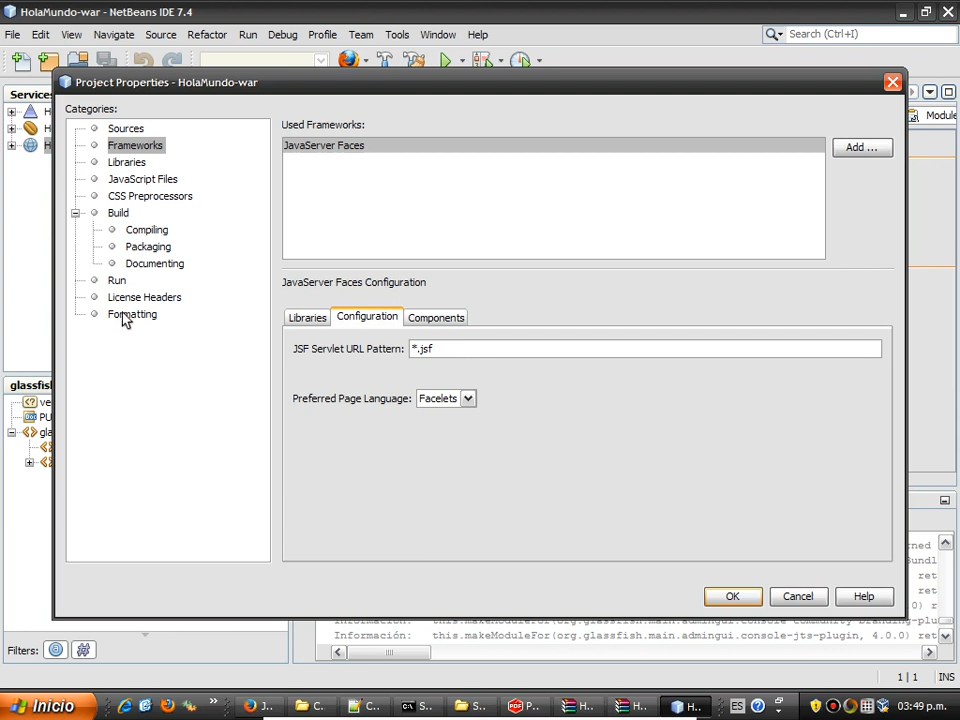 HolaMundo-war - NetBeans IDE 7.4
File Edit View Navigate Source Refactor Run Debug Profile Team Tools Window Help
Search (Ctrl+I)
Services
Project Properties - HolaMundo-war
Categories:
Sources
Frameworks
Libraries
JavaScript Files
CSS Preprocessors
Build
Compiling
Packaging
Documenting
Run
License Headers
Formatting
Used Frameworks:
JavaServer Faces
Add ...
JavaServer Faces Configuration
Libraries Configuration Components
JSF Servlet URL Pattern: *.jsf
Preferred Page Language: Facelets
OK Cancel Help
Module
glassfish
Información: this.makeModuleFor(org.glassfish.main.admingui.console-jts-plugin, 4.0.0) ret
Filters:
1 | 1 INS
Inicio
J... C... C... S... S... P... H... H... H...
ES
03:49 p.m.